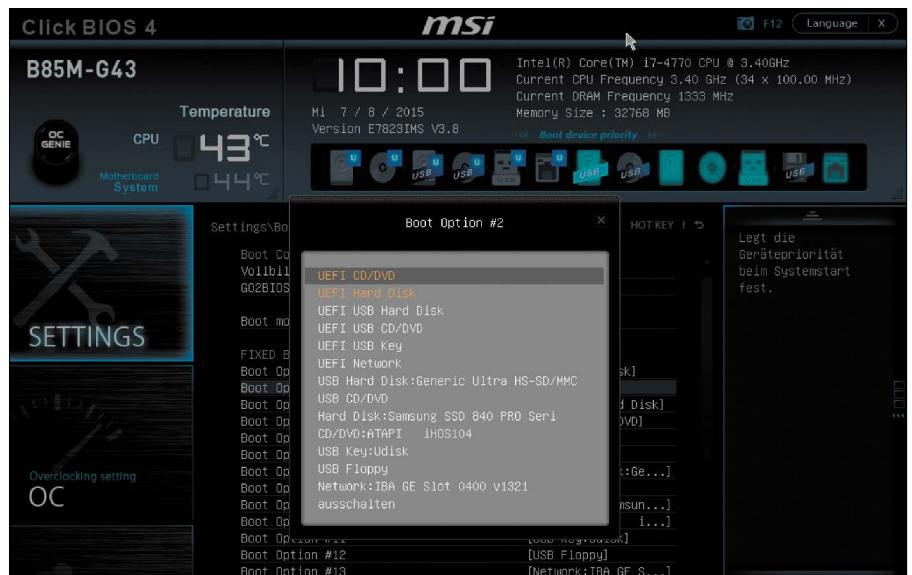 Click BIOS 4
msi
F12
Language
X
B85M-G43
Temperature
OC
GENIE
CPU
43°C
Motherboard
System
44°C
10:00
Mi 7 / 8 / 2015
Version E7823IMS V3.8
Intel(R) Core(TM) i7-4770 CPU @ 3.40GHz
Current CPU Frequency 3.40 GHz (34 x 100.00 MHz)
Current DRAM Frequency 1333 MHz
Memory Size : 32768 MB
Boot device priority
U
U
U
USB
U
USB
U
U
USB
USB
USB
SETTINGS
Overclocking setting
OC
Settings\Bo
HOT KEY
Boot Co
Vollbil
GO2BIOS
Boot mo
FIXED B
Boot Op
sk]
Boot Op
Boot Op
d Disk]
Boot Op
DVD]
Boot Op
Boot Op
Boot Op
k:Ge...]
Boot Op
Boot Op
msun...]
Boot Op
i...]
Boot Option #12
[USB Floppy]
Boot Option #13
[Network:IBA GE S...]
Boot Option #2
UEFI CD/DVD
UEFI Hard Disk
UEFI USB Hard Disk
UEFI USB CD/DVD
UEFI USB Key
UEFI Network
USB Hard Disk:Generic Ultra HS-SD/MMC
USB CD/DVD
Hard Disk:Samsung SSD 840 PRO Seri
CD/DVD:ATAPI iHOS104
USB Key:Udisk
USB Floppy
Network:IBA GE Slot 0400 v1321
ausschalten
Legt die
Gerätepriorität
beim Systemstart
fest.